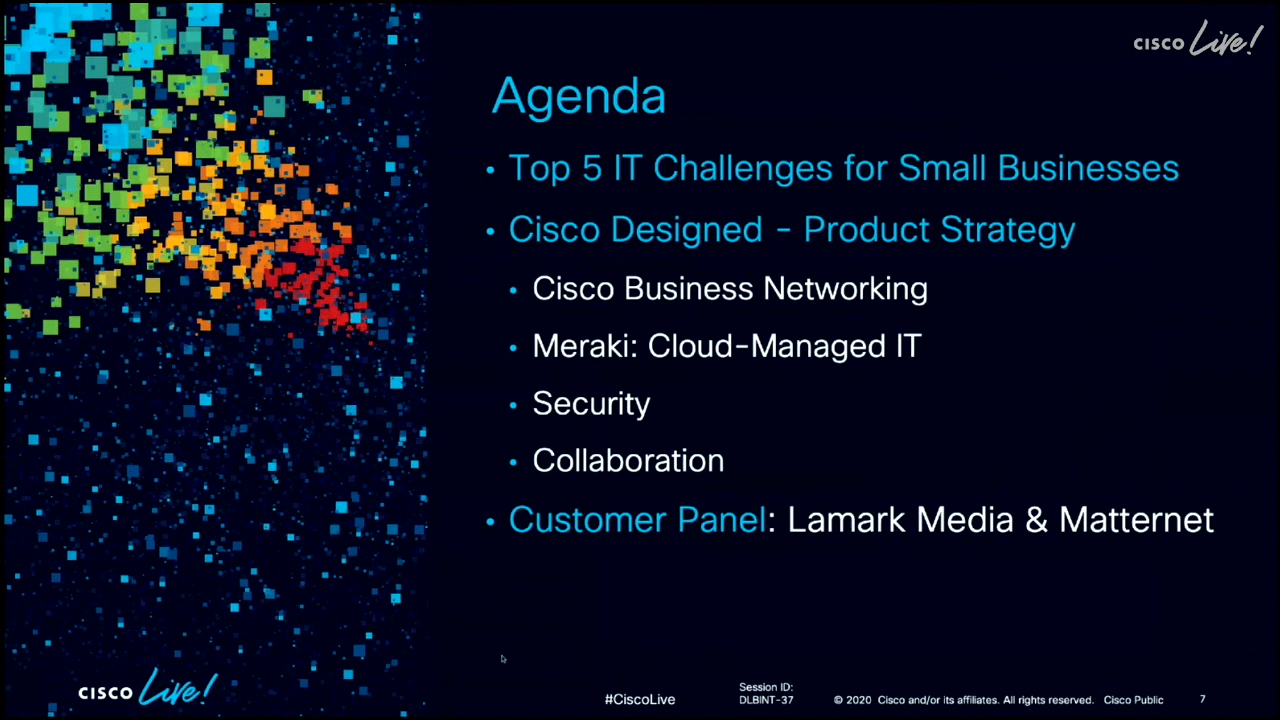 CISCO Live!
Agenda
• Top 5 IT Challenges for Small Businesses
• Cisco Designed - Product Strategy
• Cisco Business Networking
• Meraki: Cloud-Managed IT
• Security
• Collaboration
• Customer Panel: Lamark Media & Matternet
CISCO Live!
#CiscoLive
Session ID:
DLBINT-37
© 2020 Cisco and/or its affiliates. All rights reserved. Cisco Public
7